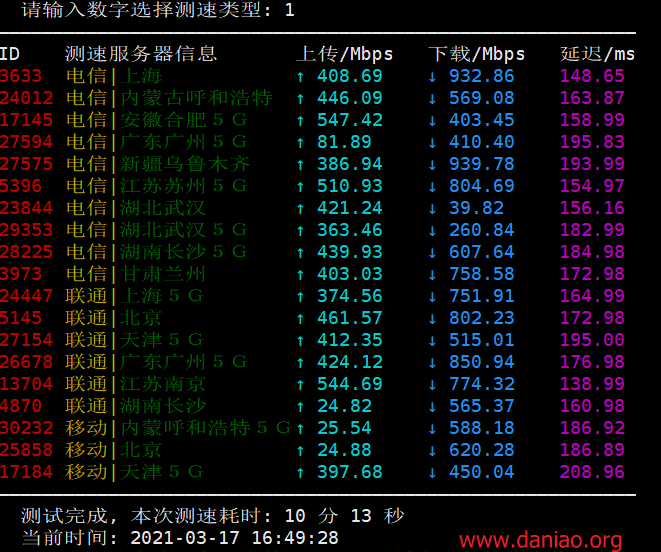 请输入数字选择测速类型: 1
ID 测速服务器信息 上传/Mbps 下载/Mbps 延迟/ms
3633 电信|上海 ↑ 408.69 ↓ 932.86 148.65
24012 电信|内蒙古呼和浩特 ↑ 446.09 ↓ 569.08 163.87
17145 电信|安徽合肥５Ｇ ↑ 547.42 ↓ 403.45 158.99
27594 电信|广东广州５Ｇ ↑ 81.89 ↓ 410.40 195.83
27575 电信|新疆乌鲁木齐 ↑ 386.94 ↓ 939.78 193.99
5396 电信|江苏苏州５Ｇ ↑ 510.93 ↓ 804.69 154.97
23844 电信|湖北武汉 ↑ 421.24 ↓ 39.82 156.16
29353 电信|湖北武汉５Ｇ ↑ 363.46 ↓ 260.84 182.99
28225 电信|湖南长沙５Ｇ ↑ 439.93 ↓ 607.64 184.98
3973 电信|甘肃兰州 ↑ 403.03 ↓ 758.58 172.98
24447 联通|上海５Ｇ ↑ 374.56 ↓ 751.91 164.99
5145 联通|北京 ↑ 461.57 ↓ 802.23 172.98
27154 联通|天津５Ｇ ↑ 412.35 ↓ 515.01 195.00
26678 联通|广东广州５Ｇ ↑ 424.12 ↓ 850.94 176.98
13704 联通|江苏南京 ↑ 544.69 ↓ 774.32 138.99
4870 联通|湖南长沙 ↑ 24.82 ↓ 565.37 160.98
30232 移动|内蒙呼和浩特５Ｇ ↑ 25.54 ↓ 588.18 186.92
25858 移动|北京 ↑ 24.88 ↓ 620.28 186.89
17184 移动|天津５Ｇ ↑ 397.68 ↓ 450.04 208.96
测试完成, 本次测速耗时: 10 分 13 秒
当前时间: 2021-03-17 16:49:28
www.daniao.org